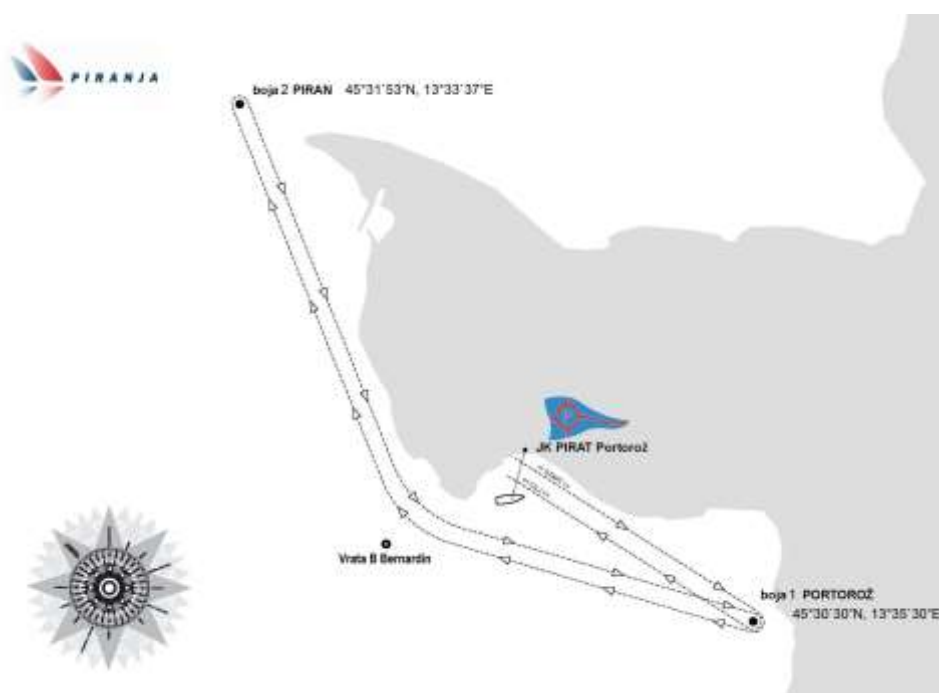 PIRANJA
boja 2 PIRAN 45°31´53"N, 13°33´37"E
JK PIRAT Portorož
Vrata B Bernardin
boja 1 PORTOROŽ
45°30´30"N, 13°35´30"E